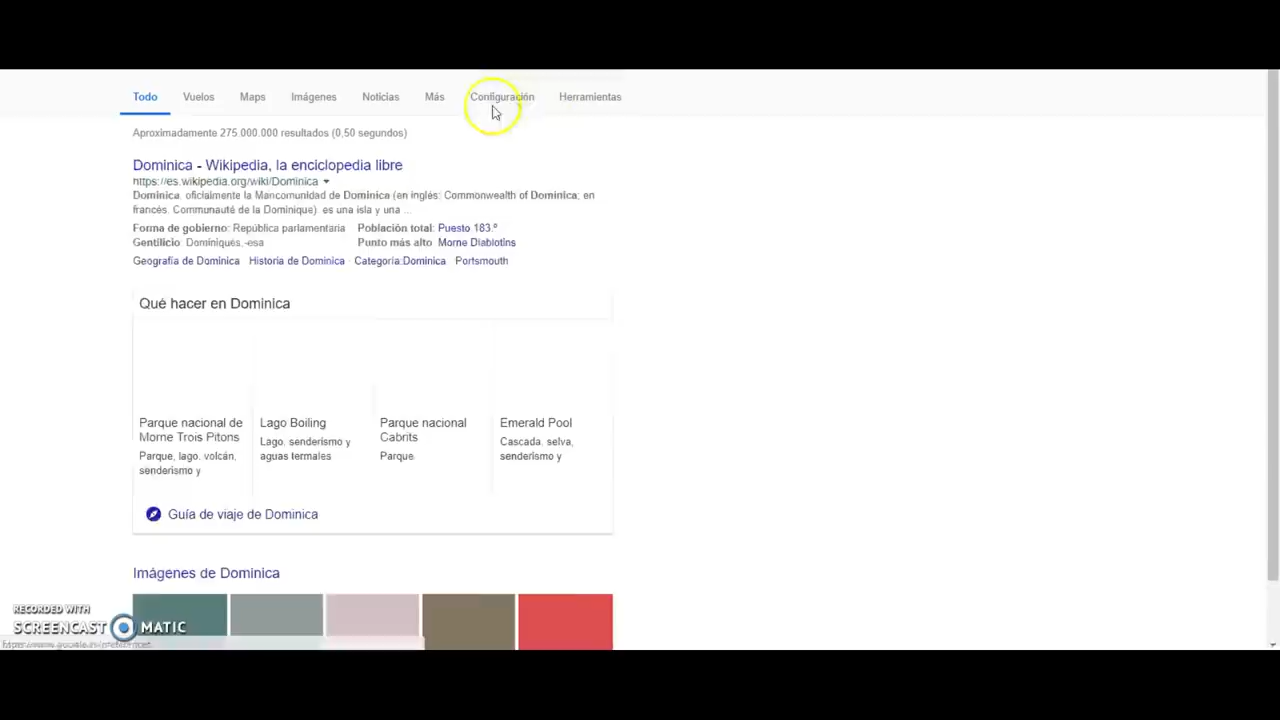 Todo Vuelos Maps Imágenes Noticias Más Configuración Herramientas
Aproximadamente 275.000.000 resultados (0,50 segundos)
Dominica - Wikipedia, la enciclopedia libre
https://es.wikipedia.org/wiki/Dominica
Dominica, oficialmente la Mancomunidad de Dominica (en inglés: Commonwealth of Dominica; en
francés, Communauté de la Dominique), es una isla y una ...
Forma de gobierno: República parlamentaria Población total: Puesto 183.º
Gentilicio: Dominiqués, -esa Punto más alto: Morne Diablotins
Geografía de Dominica Historia de Dominica Categoría:Dominica Portsmouth
Qué hacer en Dominica
Parque nacional de
Morne Trois Pitons
Parque, lago, volcán,
senderismo y
Lago Boiling
Lago, senderismo y
aguas termales
Parque nacional
Cabrits
Parque
Emerald Pool
Cascada, selva,
senderismo y
Guía de viaje de Dominica
Imágenes de Dominica
RECORDED WITH
SCREENCAST MATIC